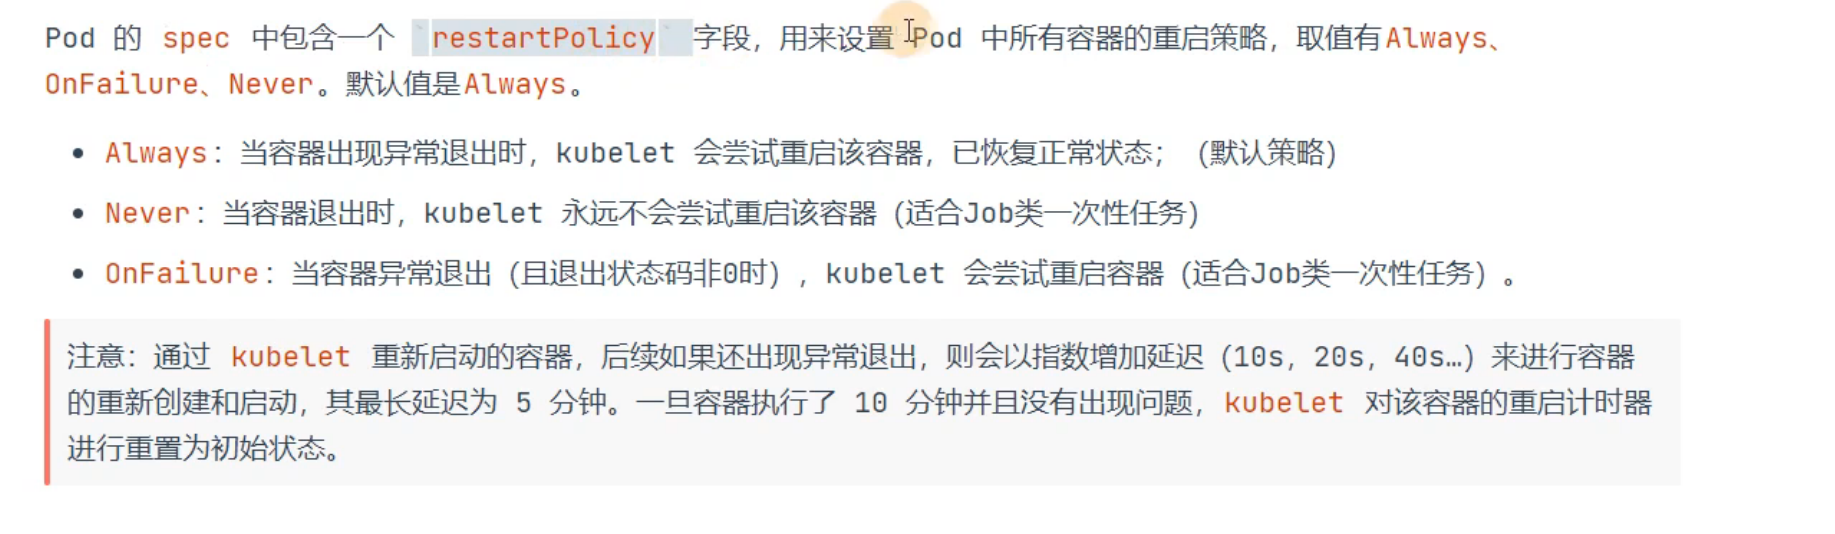 Pod 的 spec 中包含一个 `restartPolicy` 字段，用来设置 Pod 中所有容器的重启策略，取值有Always、
OnFailure、Never。默认值是Always。
• Always：当容器出现异常退出时，kubelet 会尝试重启该容器，已恢复正常状态；（默认策略）
• Never：当容器退出时，kubelet 永远不会尝试重启该容器（适合Job类一次性任务）
• OnFailure：当容器异常退出（且退出状态码非0时），kubelet 会尝试重启容器（适合Job类一次性任务）。
注意：通过 kubelet 重新启动的容器，后续如果还出现异常退出，则会以指数增加延迟（10s，20s，40s…）来进行容器
的重新创建和启动，其最长延迟为 5 分钟。一旦容器执行了 10 分钟并且没有出现问题，kubelet 对该容器的重启计时器
进行重置为初始状态。